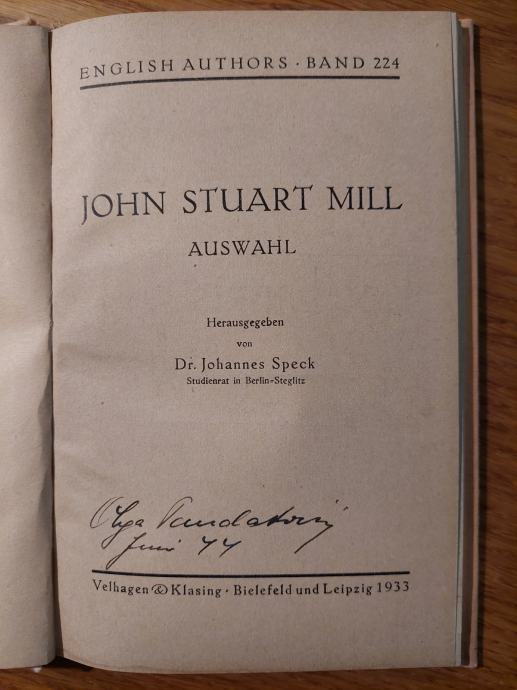 ENGLISH AUTHORS · BAND 224
JOHN STUART MILL
AUSWAHL
Herausgegeben
von
Dr. Johannes Speck
Studienrat in Berlin-Steglitz
Olga
Juni 44
Velhagen & Klasing · Bielefeld und Leipzig 1933